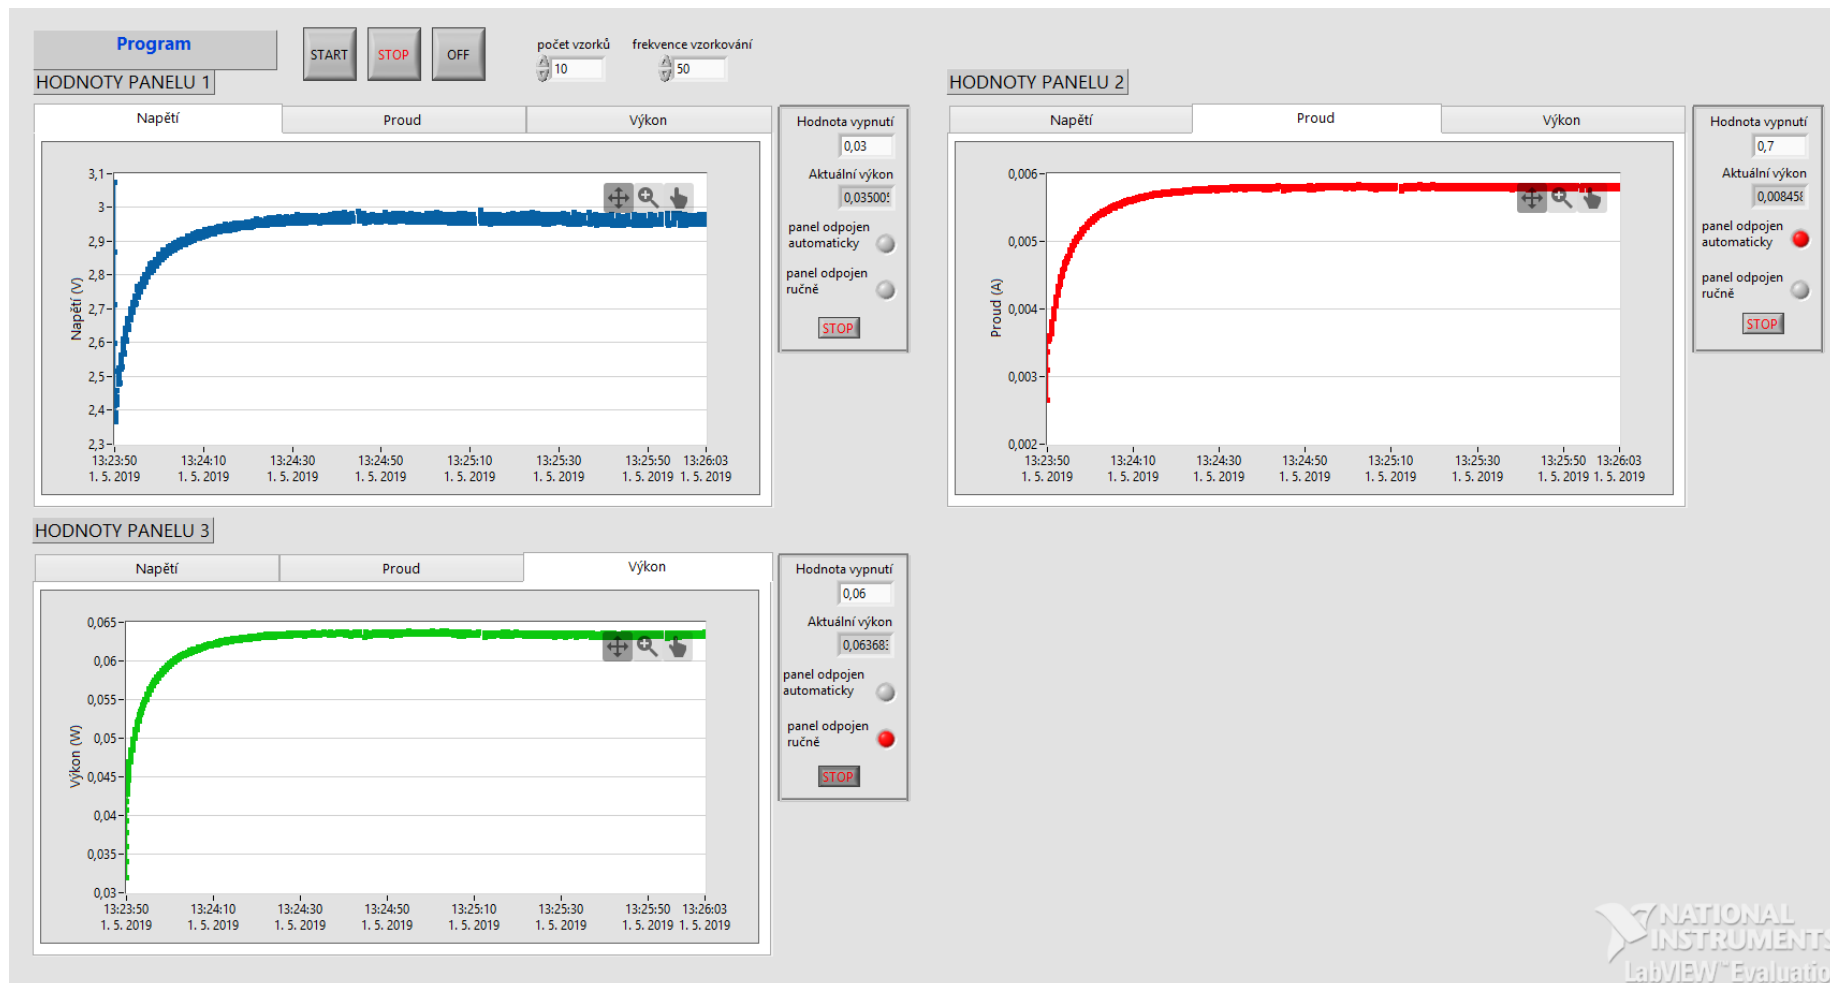 Program
START
STOP
OFF
počet vzorků
10
frekvence vzorkování
50
HODNOTY PANELU 1
Napětí
Proud
Výkon
Napětí (V)
3,1
3
2,9
2,8
2,7
2,6
2,5
2,4
2,3
13:23:50 13:24:10 13:24:30 13:24:50 13:25:10 13:25:30 13:25:50 13:26:03
1. 5. 2019 1. 5. 2019 1. 5. 2019 1. 5. 2019 1. 5. 2019 1. 5. 2019 1. 5. 2019 1. 5. 2019
Hodnota vypnutí
0,03
Aktuální výkon
0,03500
panel odpojen
automaticky
panel odpojen
ručně
STOP
HODNOTY PANELU 2
Napětí
Proud
Výkon
Proud (A)
0,006
0,005
0,004
0,003
0,002
13:23:50 13:24:10 13:24:30 13:24:50 13:25:10 13:25:30 13:25:50 13:26:03
1. 5. 2019 1. 5. 2019 1. 5. 2019 1. 5. 2019 1. 5. 2019 1. 5. 2019 1. 5. 2019 1. 5. 2019
Hodnota vypnutí
0,7
Aktuální výkon
0,00845
panel odpojen
automaticky
panel odpojen
ručně
STOP
HODNOTY PANELU 3
Napětí
Proud
Výkon
Výkon (W)
0,065
0,06
0,055
0,05
0,045
0,04
0,035
0,03
13:23:50 13:24:10 13:24:30 13:24:50 13:25:10 13:25:30 13:25:50 13:26:03
1. 5. 2019 1. 5. 2019 1. 5. 2019 1. 5. 2019 1. 5. 2019 1. 5. 2019 1. 5. 2019 1. 5. 2019
Hodnota vypnutí
0,06
Aktuální výkon
0,06368
panel odpojen
automaticky
panel odpojen
ručně
STOP
NATIONAL
INSTRUMENTS
LabVIEW™ Evaluatio